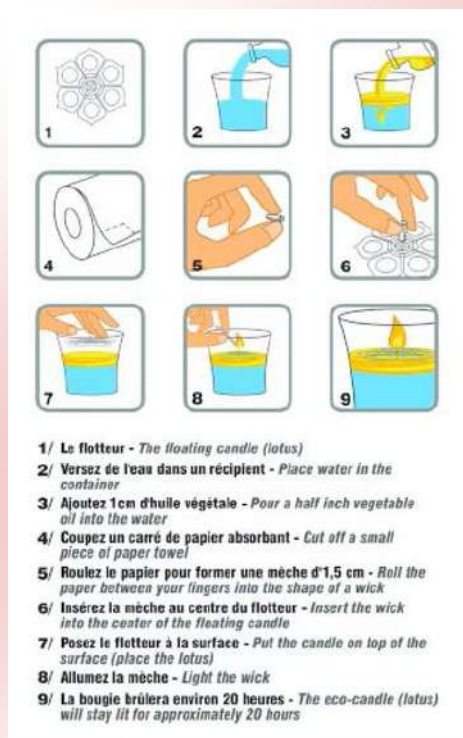 1
2
3
4
5
6
7
8
9
1/ Le flotteur - The floating candle (lotus)
2/ Versez de l'eau dans un récipient - Place water in the
container
3/ Ajoutez 1cm d'huile végétale - Pour a half inch vegetable
oil into the water
4/ Coupez un carré de papier absorbant - Cut off a small
piece of paper towel
5/ Roulez le papier pour former une mèche d'1,5 cm - Roll the
paper between your fingers into the shape of a wick
6/ Insérez la mèche au centre du flotteur - Insert the wick
into the center of the floating candle
7/ Posez le flotteur à la surface - Put the candle on top of the
surface (place the lotus)
8/ Allumez la mèche - Light the wick
9/ La bougie brûlera environ 20 heures - The eco-candle (lotus)
will stay lit for approximately 20 hours